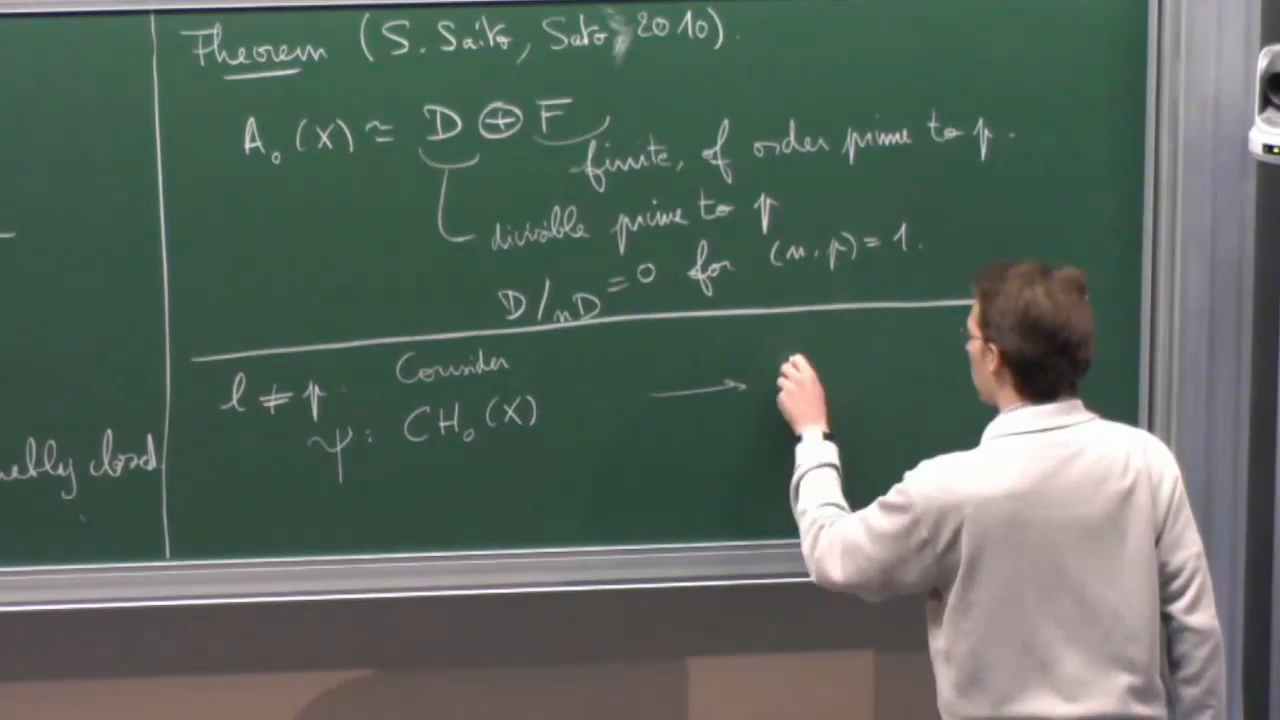 Theorem (S. Saito, Sato, 2010).
A₀(X) ≃ D ⊕ F
finite, of order prime to p.
divisible prime to p
D/nD = 0 for (n,p)=1.
l ≠ p. Consider
ψ: CH₀(X) →
closed